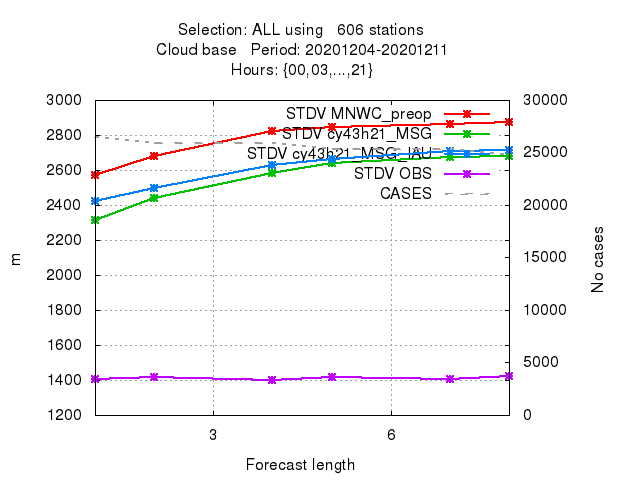 Selection: ALL using   606 stations
Cloud base   Period: 20201204-20201211
Hours: {00,03,...,21}
3000
2800
2600
2400
2200
2000
1800
1600
1400
1200
30000
25000
20000
15000
10000
5000
0
STDV MNWC_preop
STDV cy43h21_MSG
STDV cy43h21_MSG_IAU
STDV OBS
CASES
m
No cases
3
6
Forecast length